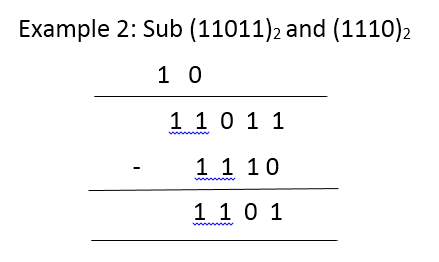 Example 2: Sub (11011)₂ and (1110)₂
1 0
1 1 0 1 1
- 1 1 1 0
1 1 0 1